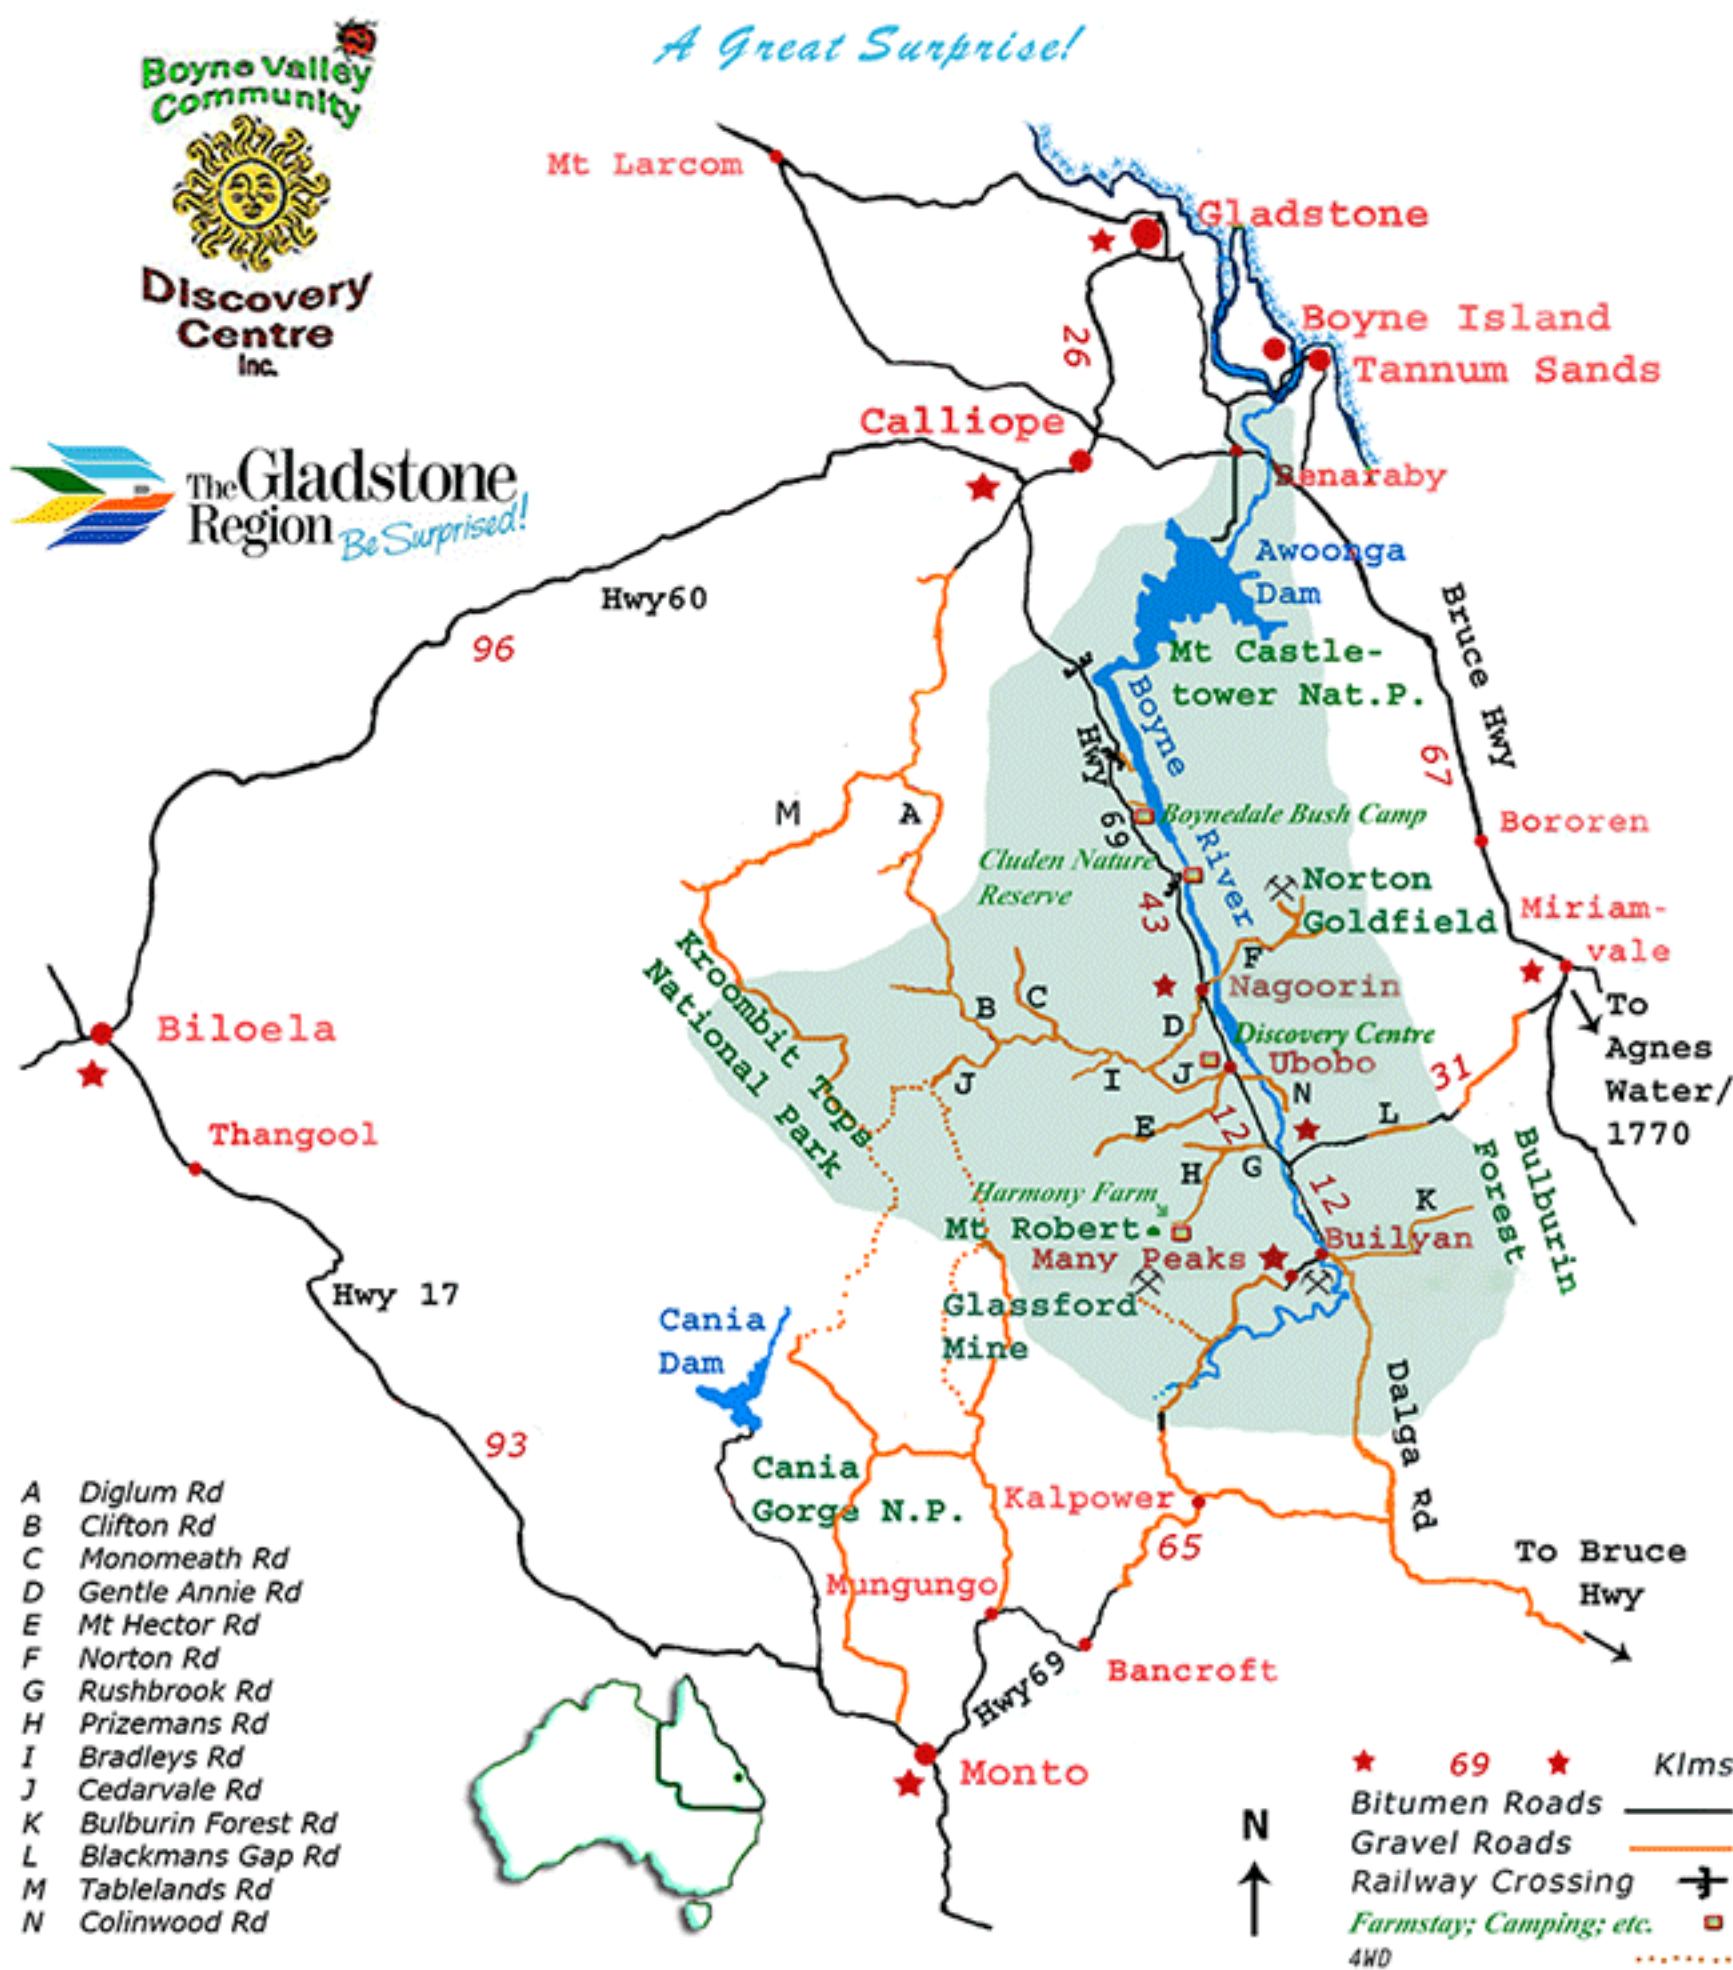 A Great Surprise!
Boyne Valley
Community
Discovery
Centre
Inc.
Mt Larcom
Gladstone
Boyne Island
Tannum Sands
26
Calliope
Benaraby
The Gladstone
Region Be Surprised!
Awoonga
Dam
Hwy60
96
Mt Castle-
tower Nat.P.
Bruce Hwy
67
Boyne River
Hwy 69
M
A
Boynedale Bush Camp
Bororen
Cluden Nature
Reserve
43
Norton
Goldfield
Miriam-
vale
F
Kroombit Tops
National Park
Nagoorin
B
C
D
To
Agnes
Water/
1770
Biloela
Discovery Centre
Ubobo
J
I
J
N
31
L
E
12
Thangool
G
H
Bulburin
Forest
Harmony Farm
12
K
Mt Robert
Many Peaks
Builyan
Hwy 17
Glassford
Mine
Cania
Dam
Dalga Rd
93
Cania
Gorge N.P.
Kalpower
65
To Bruce
Hwy
Mungungo
Hwy69
Bancroft
Monto
A Diglum Rd
B Clifton Rd
C Monomeath Rd
D Gentle Annie Rd
E Mt Hector Rd
F Norton Rd
G Rushbrook Rd
H Prizemans Rd
I Bradleys Rd
J Cedarvale Rd
K Bulburin Forest Rd
L Blackmans Gap Rd
M Tablelands Rd
N Colinwood Rd
N
69 Klms
Bitumen Roads
Gravel Roads
Railway Crossing
Farmstay; Camping; etc.
4WD